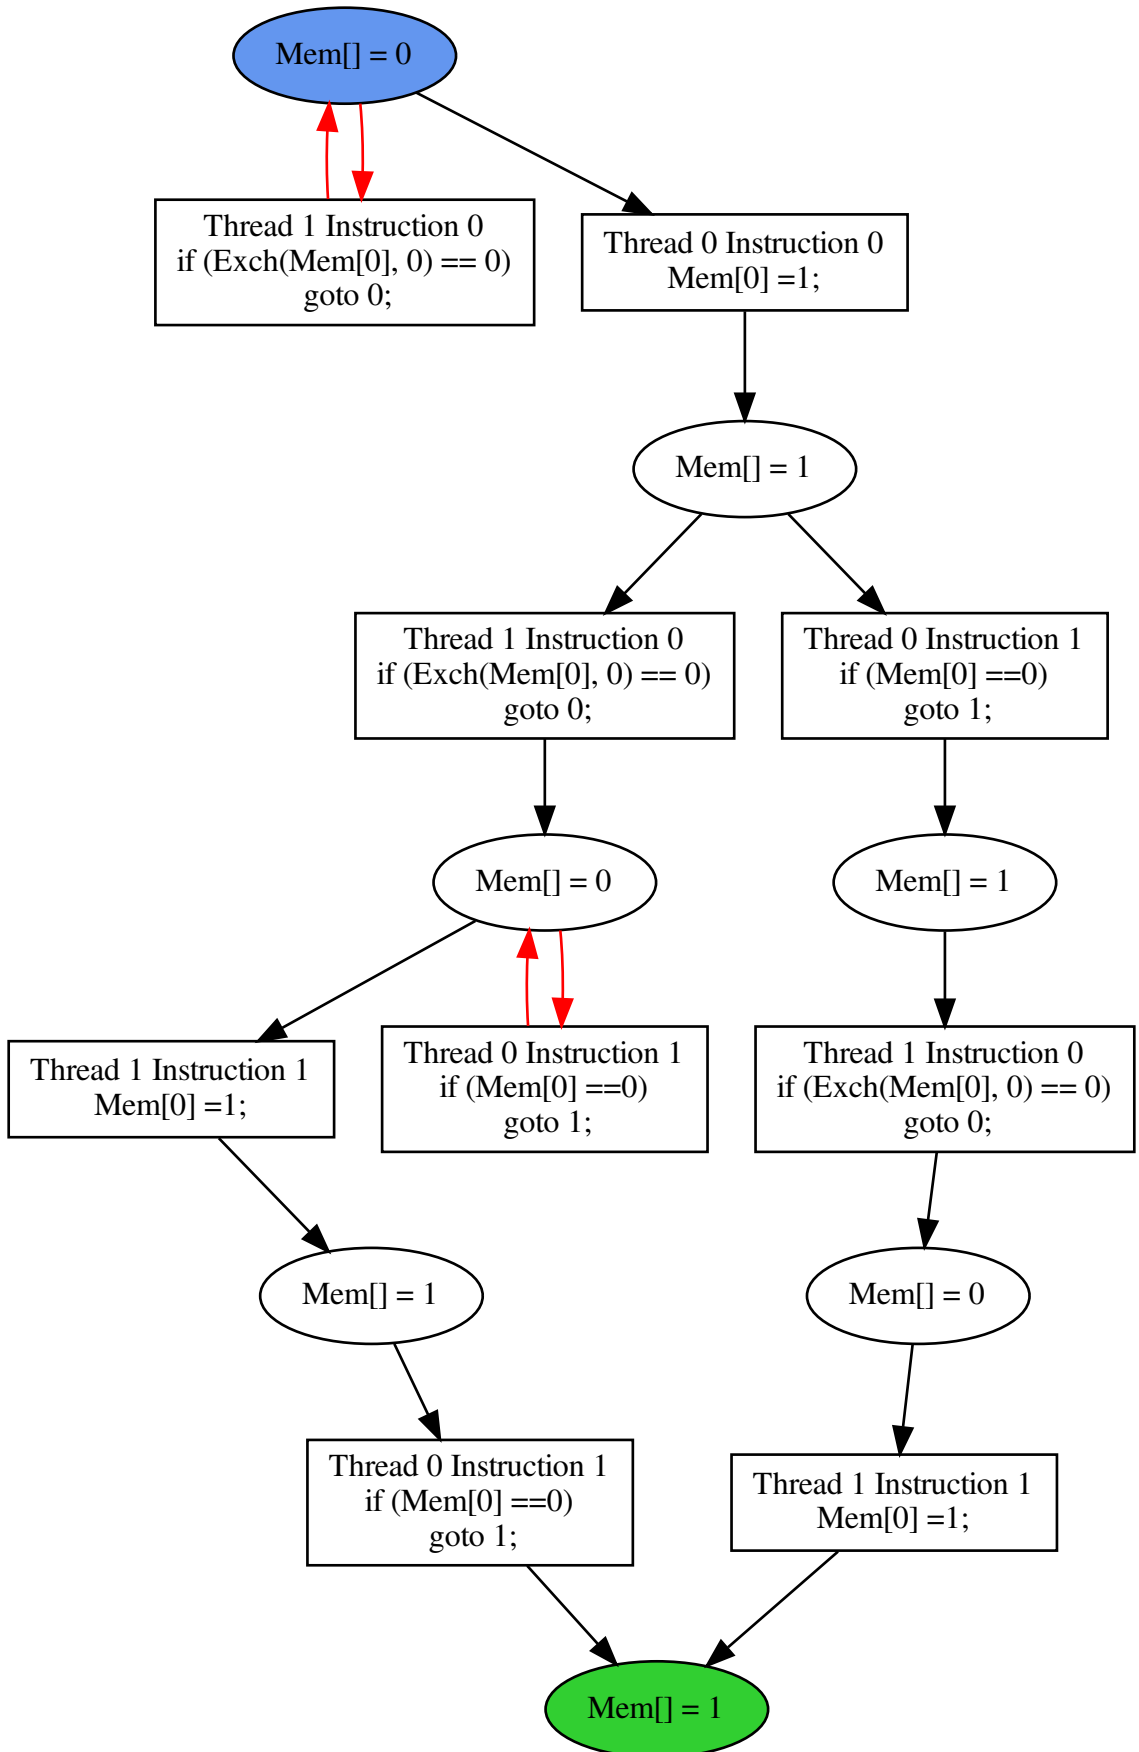 Mem[] = 0
Thread 1 Instruction 0
if (Exch(Mem[0], 0) == 0)
goto 0;
Thread 0 Instruction 0
Mem[0] =1;
Mem[] = 1
Thread 1 Instruction 0
if (Exch(Mem[0], 0) == 0)
goto 0;
Thread 0 Instruction 1
if (Mem[0] ==0)
goto 1;
Mem[] = 0
Mem[] = 1
Thread 1 Instruction 1
Mem[0] =1;
Thread 0 Instruction 1
if (Mem[0] ==0)
goto 1;
Thread 1 Instruction 0
if (Exch(Mem[0], 0) == 0)
goto 0;
Mem[] = 1
Mem[] = 0
Thread 0 Instruction 1
if (Mem[0] ==0)
goto 1;
Thread 1 Instruction 1
Mem[0] =1;
Mem[] = 1